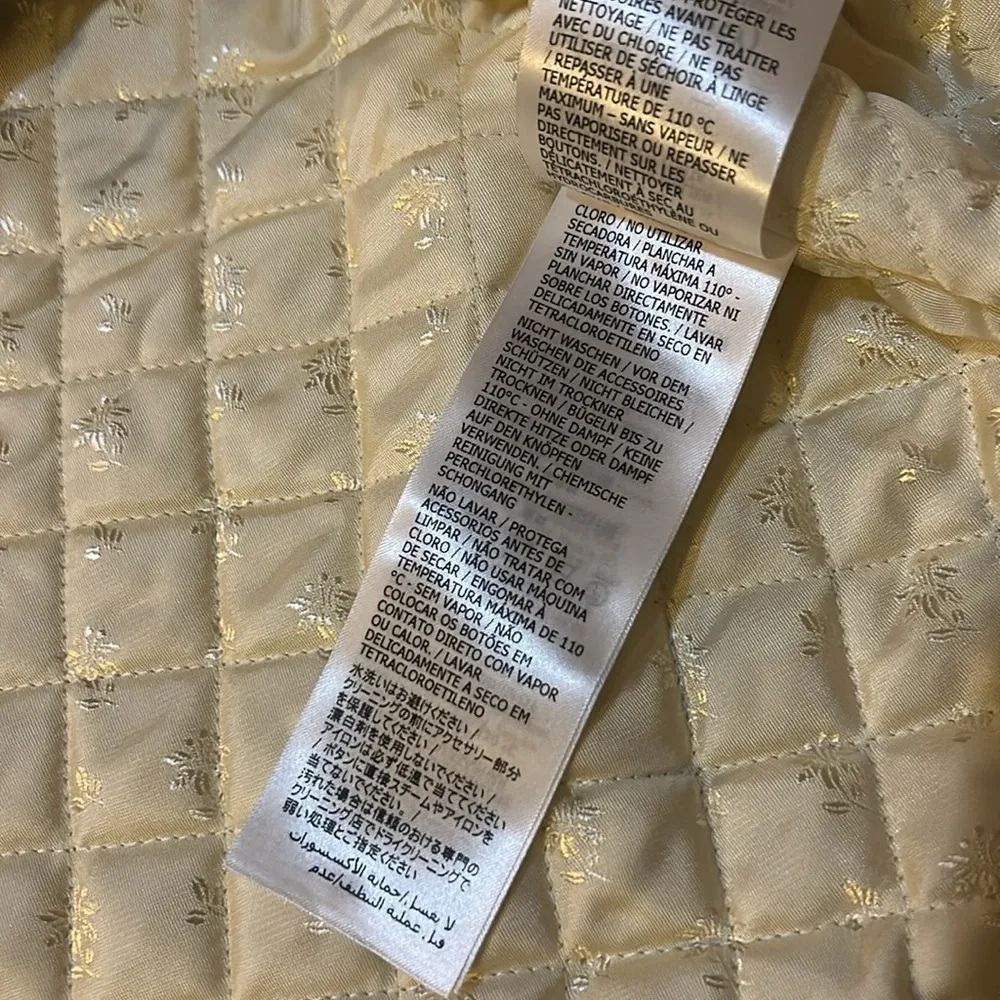 PROTÉGER LES
AVANT LE
NETTOYAGE / NE PAS TRAITER
AVEC DU CHLORE / NE PAS
UTILISER DE SÉCHOIR À LINGE
/ REPASSER À UNE
TEMPÉRATURE DE 110 °C
MAXIMUM – SANS VAPEUR / NE
PAS VAPORISER OU REPASSER
DIRECTEMENT SUR LES
BOUTONS. / NETTOYER
DÉLICATEMENT À SEC AU
TÉTRACHLOROÉTHYLÈNE OU
HYDROCARBURES
CLORO / NO UTILIZAR
SECADORA / PLANCHAR A
TEMPERATURA MÁXIMA 110º -
SIN VAPOR / NO VAPORIZAR NI
PLANCHAR DIRECTAMENTE
SOBRE LOS BOTONES. / LAVAR
DELICADAMENTE EN SECO EN
TETRACLOROETILENO
NICHT WASCHEN / VOR DEM
WASCHEN DIE ACCESSOIRES
SCHÜTZEN / NICHT BLEICHEN /
NICHT IM TROCKNER
TROCKNEN / BÜGELN BIS ZU
110°C - OHNE DAMPF / KEINE
DIREKTE HITZE ODER DAMPF
AUF DEN KNÖPFEN
VERWENDEN. / CHEMISCHE
REINIGUNG MIT
PERCHLORETHYLEN -
SCHONGANG
NÃO LAVAR / PROTEGA
ACESSORIOS ANTES DE
LIMPAR / NÃO TRATAR COM
CLORO / NÃO USAR MÁQUINA
DE SECAR / ENGOMAR À
TEMPERATURA MÁXIMA DE 110
°C - SEM VAPOR / NÃO
COLOCAR OS BOTÕES EM
CONTATO DIRETO COM VAPOR
OU CALOR. / LAVAR
DELICADAMENTE A SECO EM
TETRACLOROETILENO
水洗いはお避けください /
クリーニングの前にアクセサリー部分
を保護してください /
漂白剤を使用しないでください /
アイロンは必ず低温で当ててください
/ ボタンに直接スチームやアイロンを
当てないでください /
汚れた場合は信頼のおける専門の
クリーニング店でドライクリーニングで
弱い処理とご指定ください
لا يغسل/حماية الاكسسورات
قبل عملية التنظيف/عدم